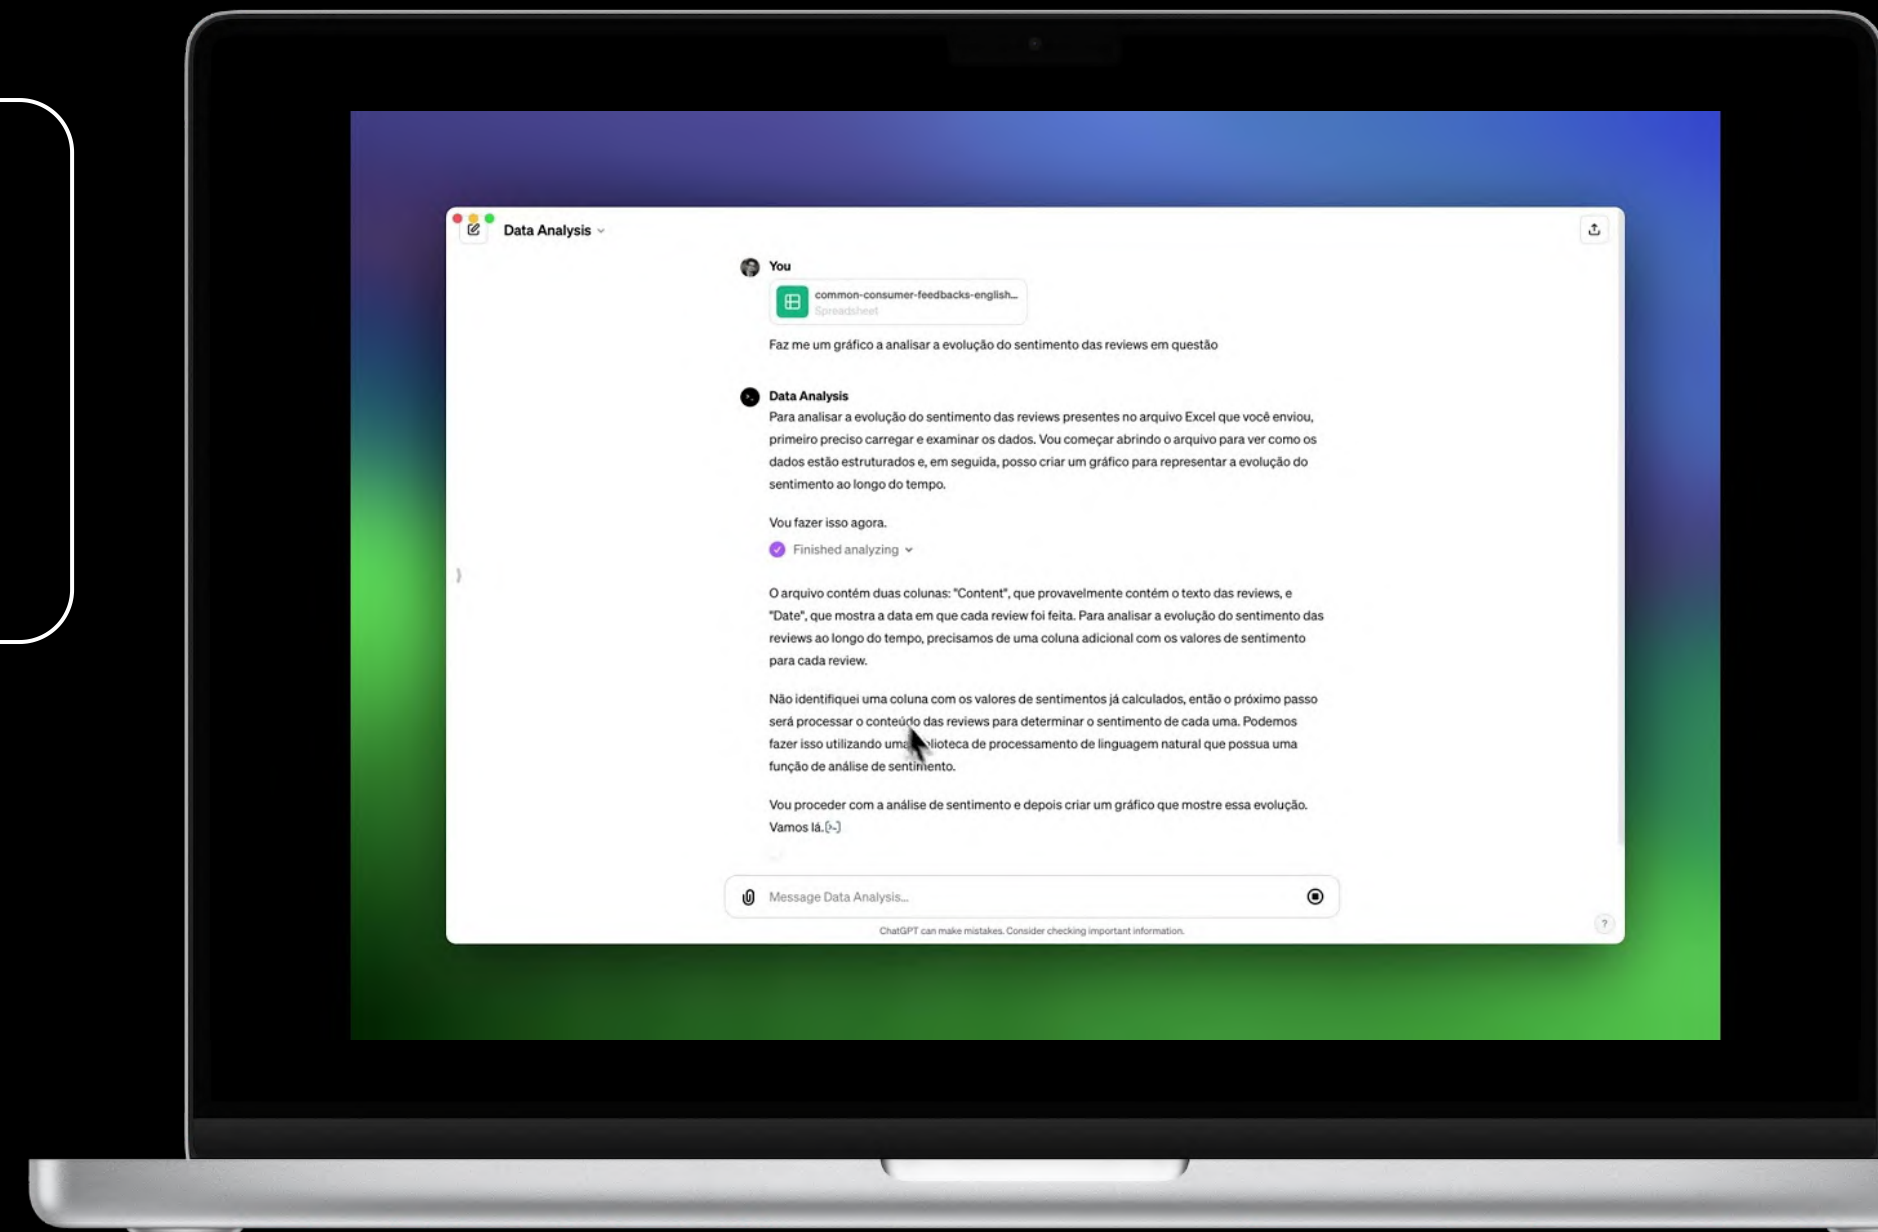 Data Analysis
You
common-consumer-feedbacks-english...
Spreadsheet
Faz me um gráfico a analisar a evolução do sentimento das reviews em questão
Data Analysis
Para analisar a evolução do sentimento das reviews presentes no arquivo Excel que você enviou,
primeiro preciso carregar e examinar os dados. Vou começar abrindo o arquivo para ver como os
dados estão estruturados e, em seguida, posso criar um gráfico para representar a evolução do
sentimento ao longo do tempo.
Vou fazer isso agora.
Finished analyzing
O arquivo contém duas colunas: "Content", que provavelmente contém o texto das reviews, e
"Date", que mostra a data em que cada review foi feita. Para analisar a evolução do sentimento das
reviews ao longo do tempo, precisamos de uma coluna adicional com os valores de sentimento
para cada review.
Não identifiquei uma coluna com os valores de sentimentos já calculados, então o próximo passo
será processar o conteúdo das reviews para determinar o sentimento de cada uma. Podemos
fazer isso utilizando uma de processamento de linguagem natural que possua uma
função de análise de sentimento.
Vou proceder com a análise de sentimento e depois criar um gráfico que mostre essa evolução.
Vamos lá.[>-]
Message Data Analysis...
ChatGPT can make mistakes. Consider checking important information.
?